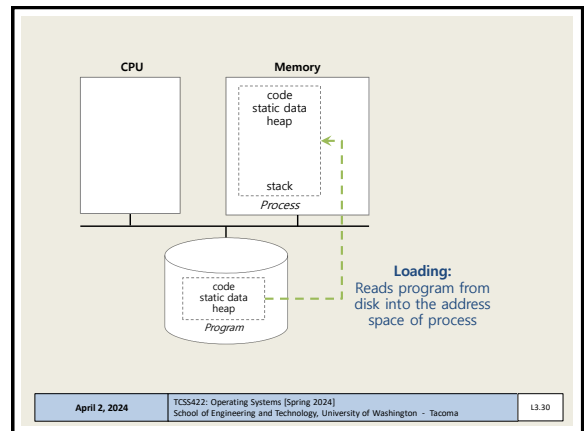 CPU
Memory
code
static data
heap
stack
Process
code
static data
heap
Program
Loading:
Reads program from
disk into the address
space of process
April 2, 2024
TCSS422: Operating Systems [Spring 2024]
School of Engineering and Technology, University of Washington - Tacoma
L3.30